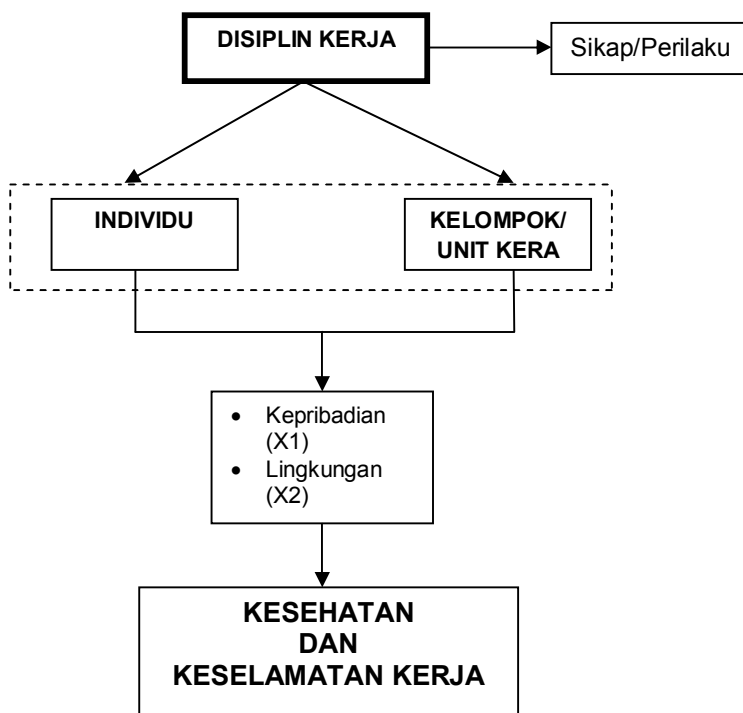 DISIPLIN KERJA
Sikap/Perilaku
INDIVIDU
KELOMPOK/
UNIT KERA
• Kepribadian
(X1)
• Lingkungan
(X2)
KESEHATAN
DAN
KESELAMATAN KERJA